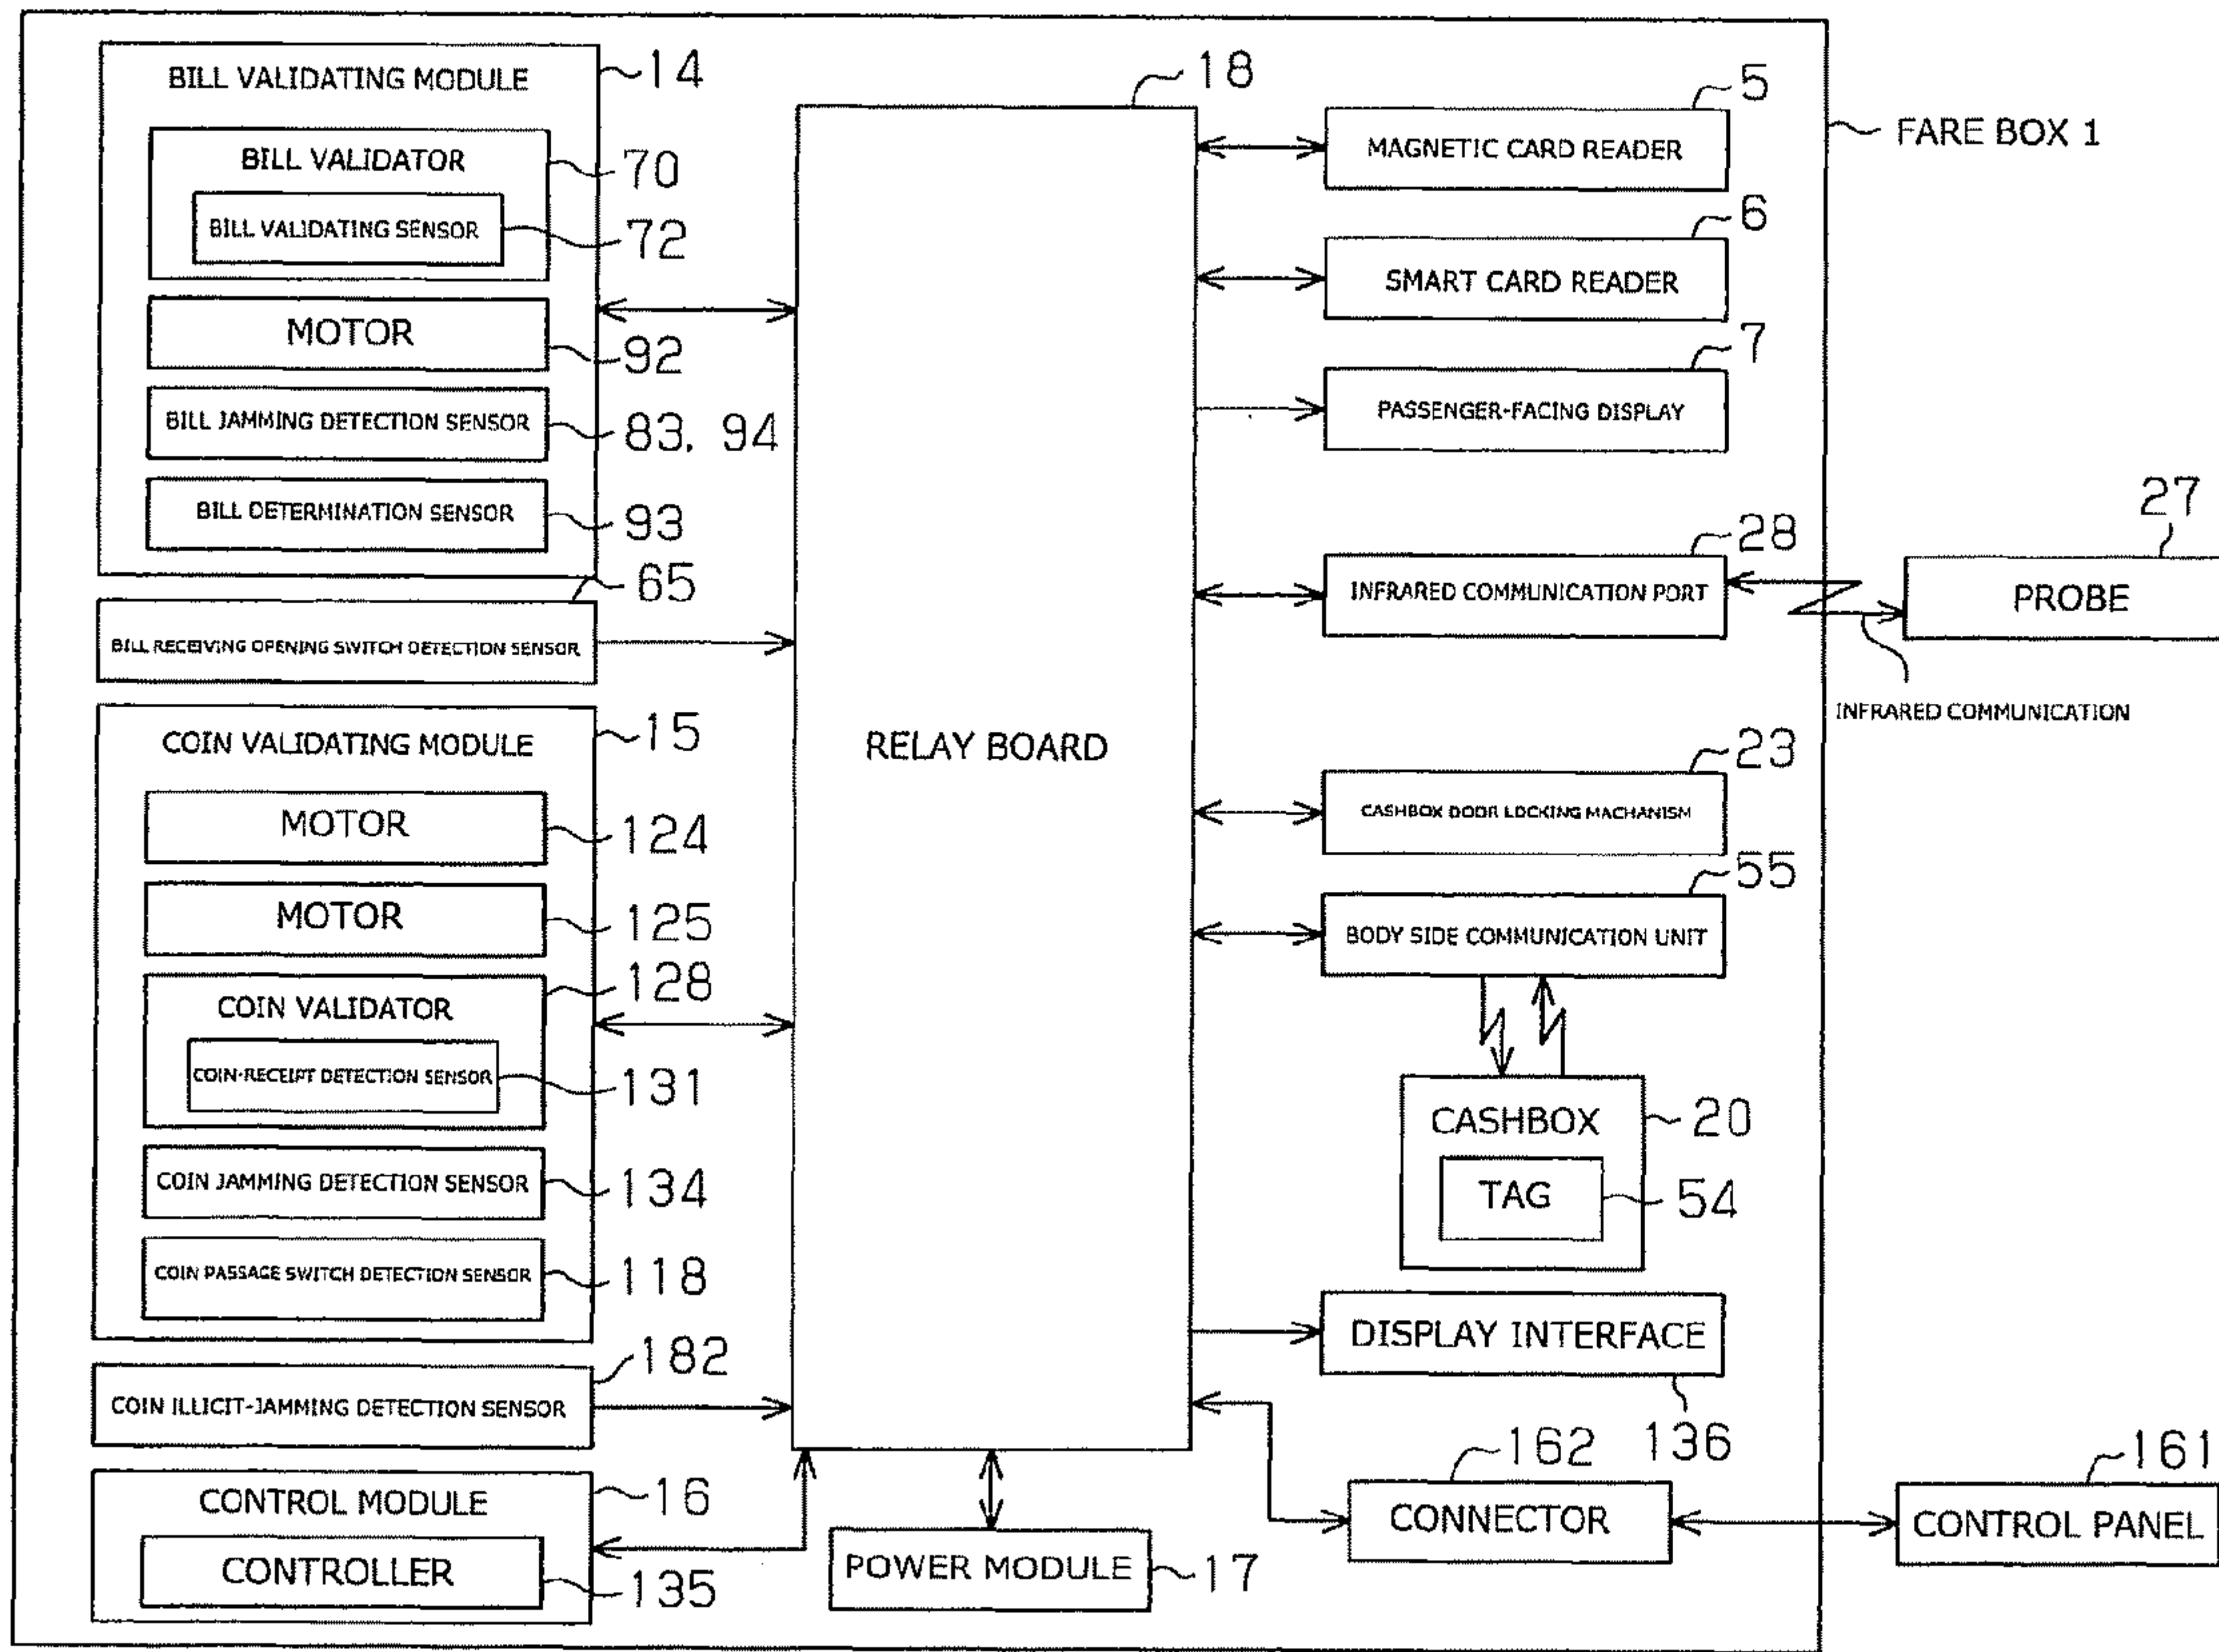 BILL VALIDATING MODULE
14
BILL VALIDATOR
70
BILL VALIDATING SENSOR
72
MOTOR
92
BILL JAMMING DETECTION SENSOR
83, 94
BILL DETERMINATION SENSOR
93
65
BILL RECEIVING OPENING SWITCH DETECTION SENSOR
COIN VALIDATING MODULE
15
MOTOR
124
MOTOR
125
128
COIN VALIDATOR
COIN-RECEIPT DETECTION SENSOR
131
COIN JAMMING DETECTION SENSOR
134
COIN PASSAGE SWITCH DETECTION SENSOR
118
182
COIN ILLICIT-JAMMING DETECTION SENSOR
CONTROL MODULE
16
CONTROLLER
135
18
RELAY BOARD
POWER MODULE
17
5
MAGNETIC CARD READER
6
SMART CARD READER
7
PASSENGER-FACING DISPLAY
28
INFRARED COMMUNICATION PORT
23
CASHBOX DOOR LOCKING MACHANISM
55
BODY SIDE COMMUNICATION UNIT
CASHBOX
20
TAG
54
DISPLAY INTERFACE
136
162
CONNECTOR
FARE BOX 1
27
PROBE
INFRARED COMMUNICATION
161
CONTROL PANEL